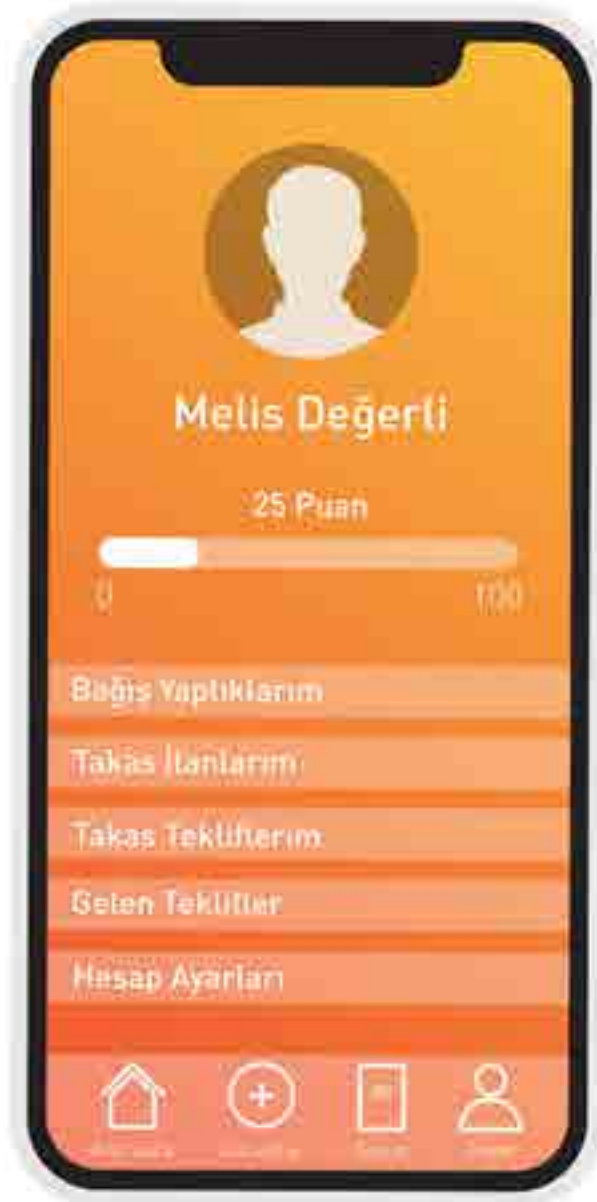 Melis Değerli
25 Puan
0
100
Bağış Yaptıklarım
Takas İlanlarım
Takas Tekliflerim
Gelen Teklifler
Hesap Ayarları